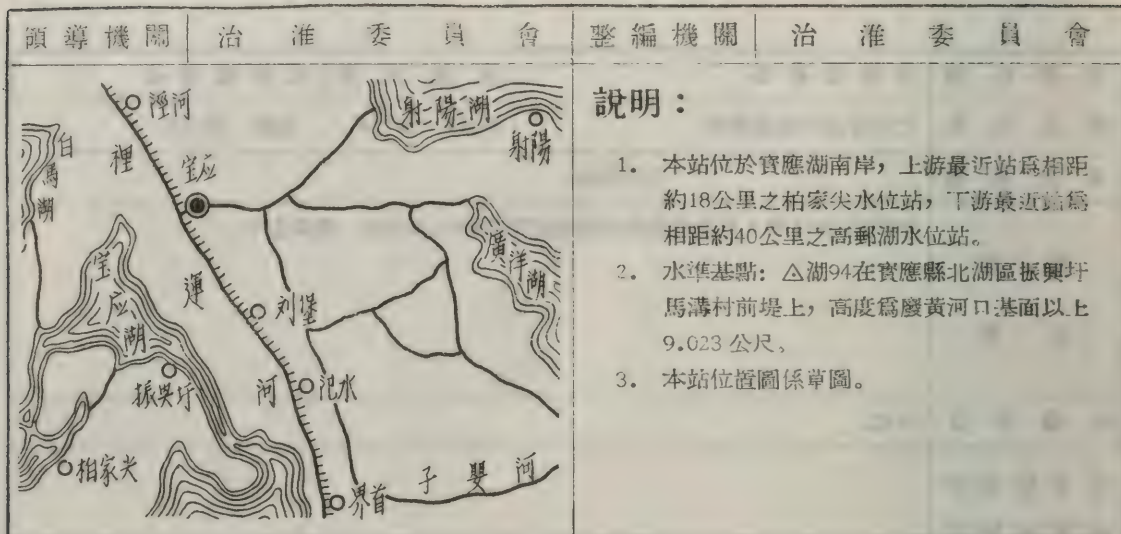 領導機關 治淮委員會 整編機關 治淮委員會
說明：
1. 本站位於寶應湖南岸，上游最近站爲相距
約18公里之柏家尖水位站，下游最近站爲
相距約40公里之高郵湖水位站。
2. 水準基點：△湖94在寶應縣北湖區振興圩
馬溝村前堤上，高度爲廢黃河口基面以上
9.023公尺。
3. 本站位置圖係草圖。
涇河
射陽湖
射陽
白馬湖
裡運河
宝应
廣洋湖
宝应湖
刘堡
振兴圩
氾水
柏家尖
界首
子嬰河